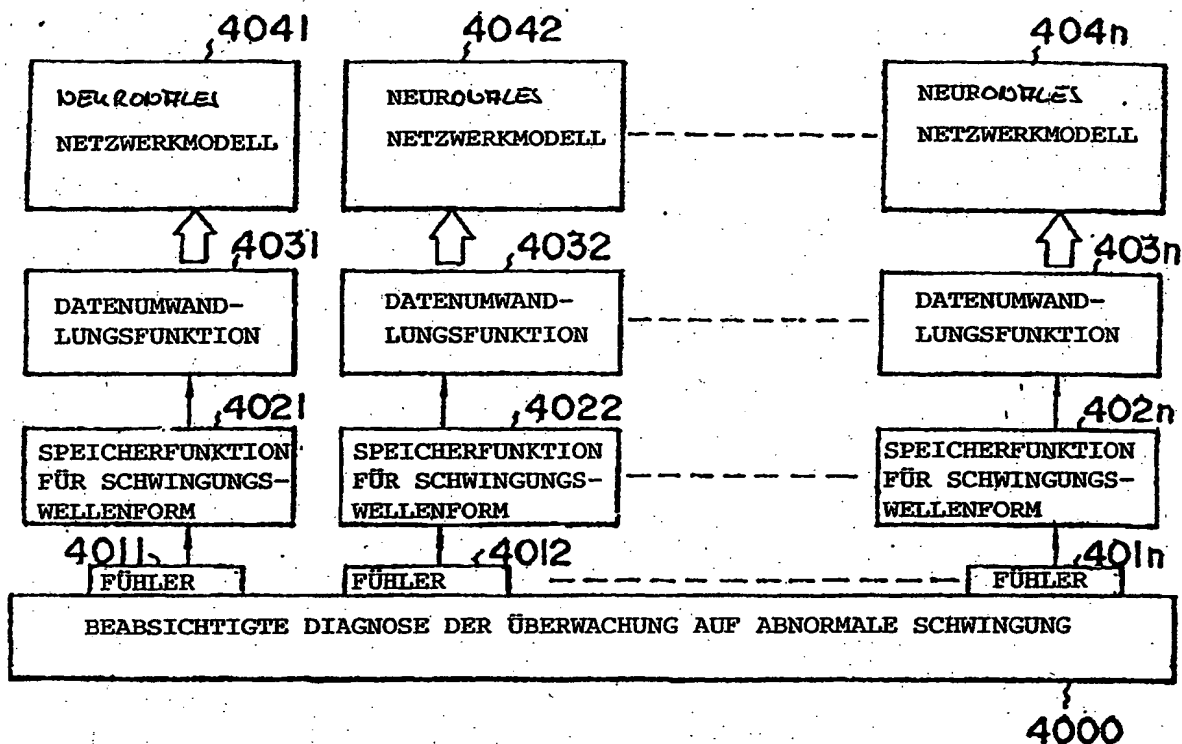 4041 4042 404n
NEURONALES NEURONALES NEURONALES
NETZWERKMODELL NETZWERKMODELL NETZWERKMODELL
4031 4032 403n
DATENUMWAND- DATENUMWAND- DATENUMWAND-
LUNGSFUNKTION LUNGSFUNKTION LUNGSFUNKTION
4021 4022 402n
SPEICHERFUNKTION SPEICHERFUNKTION SPEICHERFUNKTION
FÜR SCHWINGUNGS- FÜR SCHWINGUNGS- FÜR SCHWINGUNGS-
WELLENFORM WELLENFORM WELLENFORM
4011 4012 401n
FÜHLER FÜHLER FÜHLER
BEABSICHTIGTE DIAGNOSE DER ÜBERWACHUNG AUF ABNORMALE SCHWINGUNG
4000